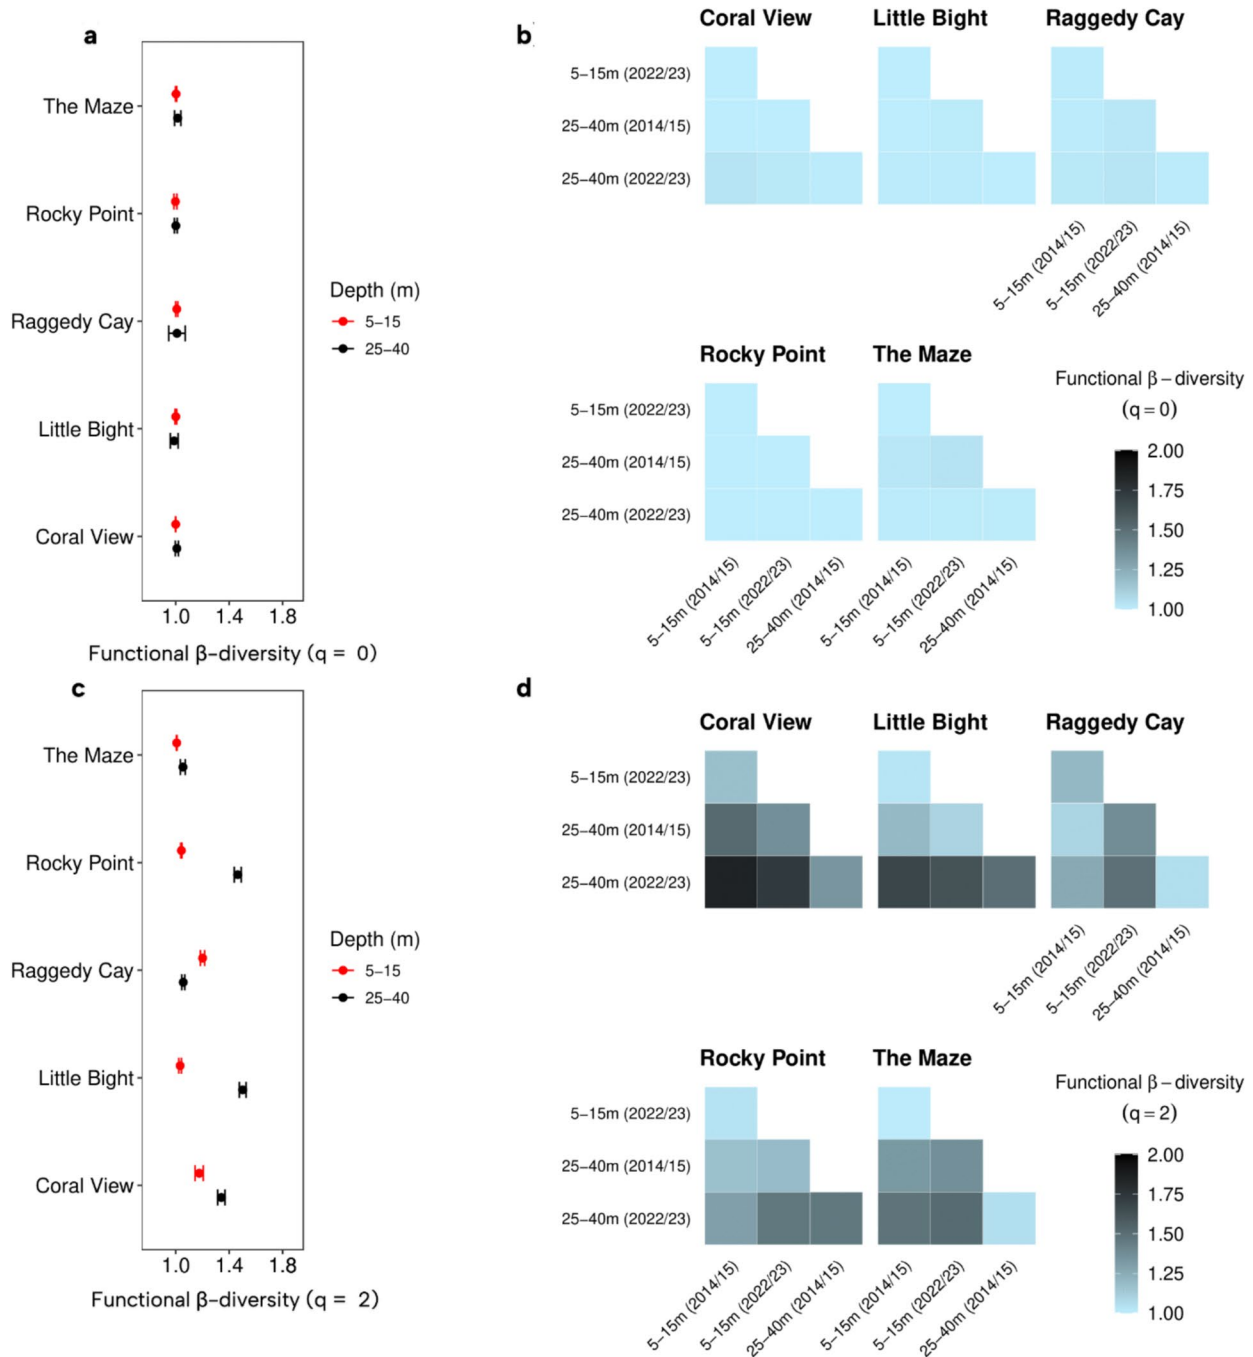 a
The Maze
Rocky Point
Raggedy Cay
Little Bight
Coral View
1.0 1.4 1.8
Functional β-diversity (q = 0)
Depth (m)
5-15
25-40
b
Coral View Little Bight Raggedy Cay
5-15m (2022/23)
25-40m (2014/15)
25-40m (2022/23)
5-15m (2014/15)
5-15m (2022/23)
25-40m (2014/15)
Rocky Point The Maze
5-15m (2022/23)
25-40m (2014/15)
25-40m (2022/23)
5-15m (2014/15)
5-15m (2022/23)
25-40m (2014/15)
5-15m (2014/15)
5-15m (2022/23)
25-40m (2014/15)
Functional β-diversity
(q=0)
2.00
1.75
1.50
1.25
1.00
c
The Maze
Rocky Point
Raggedy Cay
Little Bight
Coral View
1.0 1.4 1.8
Functional β-diversity (q = 2)
Depth (m)
5-15
25-40
d
Coral View Little Bight Raggedy Cay
5-15m (2022/23)
25-40m (2014/15)
25-40m (2022/23)
5-15m (2014/15)
5-15m (2022/23)
25-40m (2014/15)
Rocky Point The Maze
5-15m (2022/23)
25-40m (2014/15)
25-40m (2022/23)
5-15m (2014/15)
5-15m (2022/23)
25-40m (2014/15)
5-15m (2014/15)
5-15m (2022/23)
25-40m (2014/15)
Functional β-diversity
(q=2)
2.00
1.75
1.50
1.25
1.00